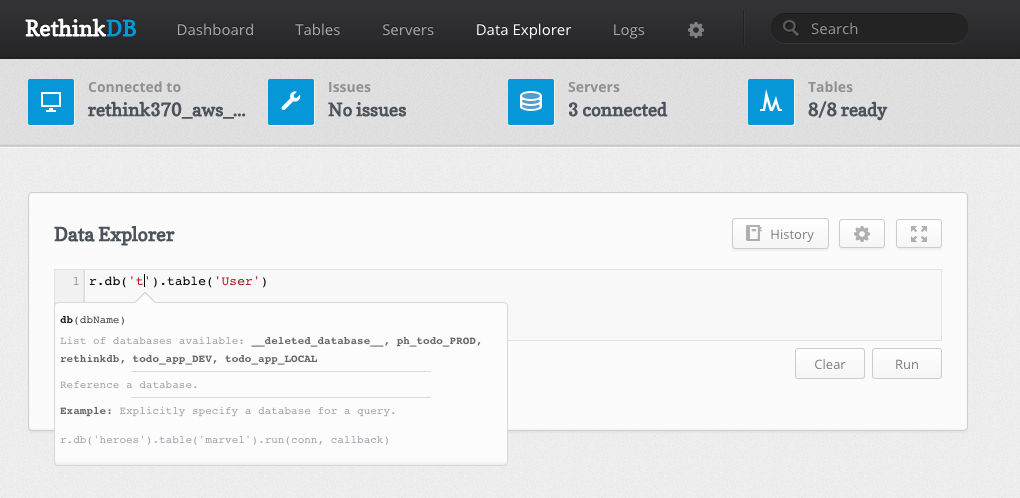 RethinkDB Dashboard Tables Servers Data Explorer Logs Search
Connected to
rethink370_aws_...
Issues
No issues
Servers
3 connected
Tables
8/8 ready
Data Explorer
History
1 r.db('t').table('User')
db(dbName)
List of databases available: __deleted_database__, ph_todo_PROD,
rethinkdb, todo_app_DEV, todo_app_LOCAL
Reference a database.
Example: Explicitly specify a database for a query.
r.db('heroes').table('marvel').run(conn, callback)
Clear
Run